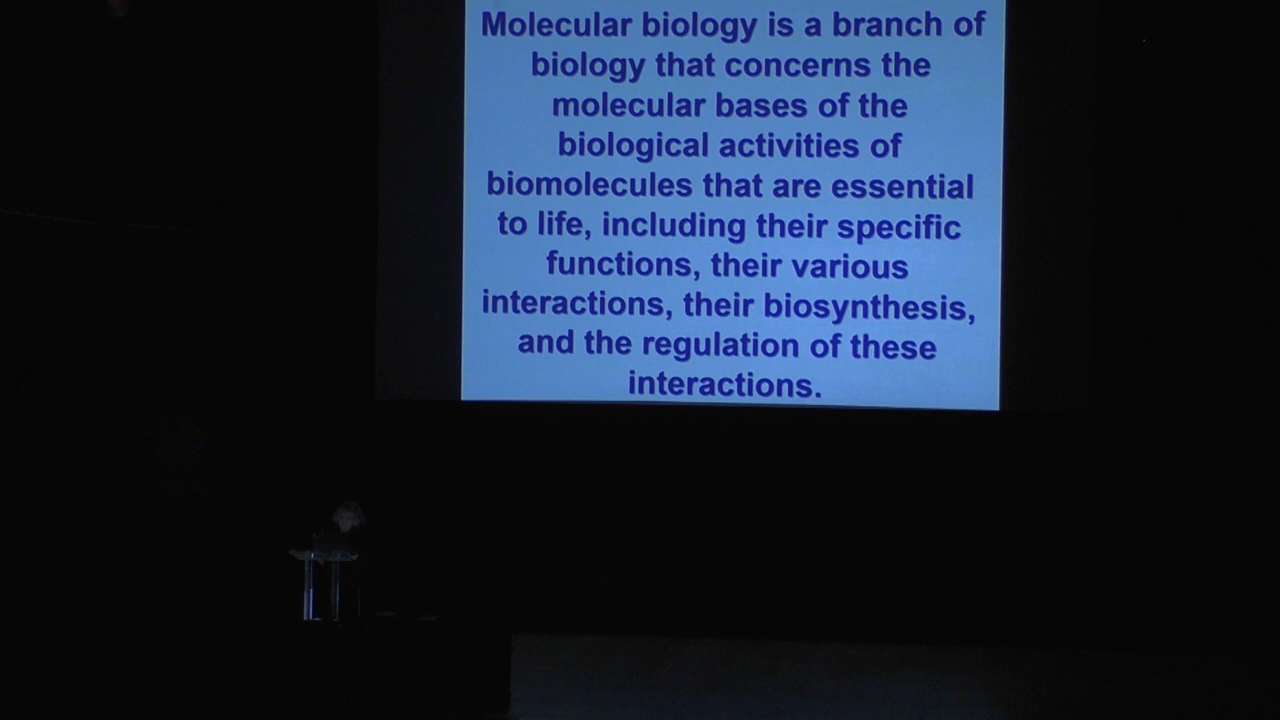 Molecular biology is a branch of
biology that concerns the
molecular bases of the
biological activities of
biomolecules that are essential
to life, including their specific
functions, their various
interactions, their biosynthesis,
and the regulation of these
interactions.